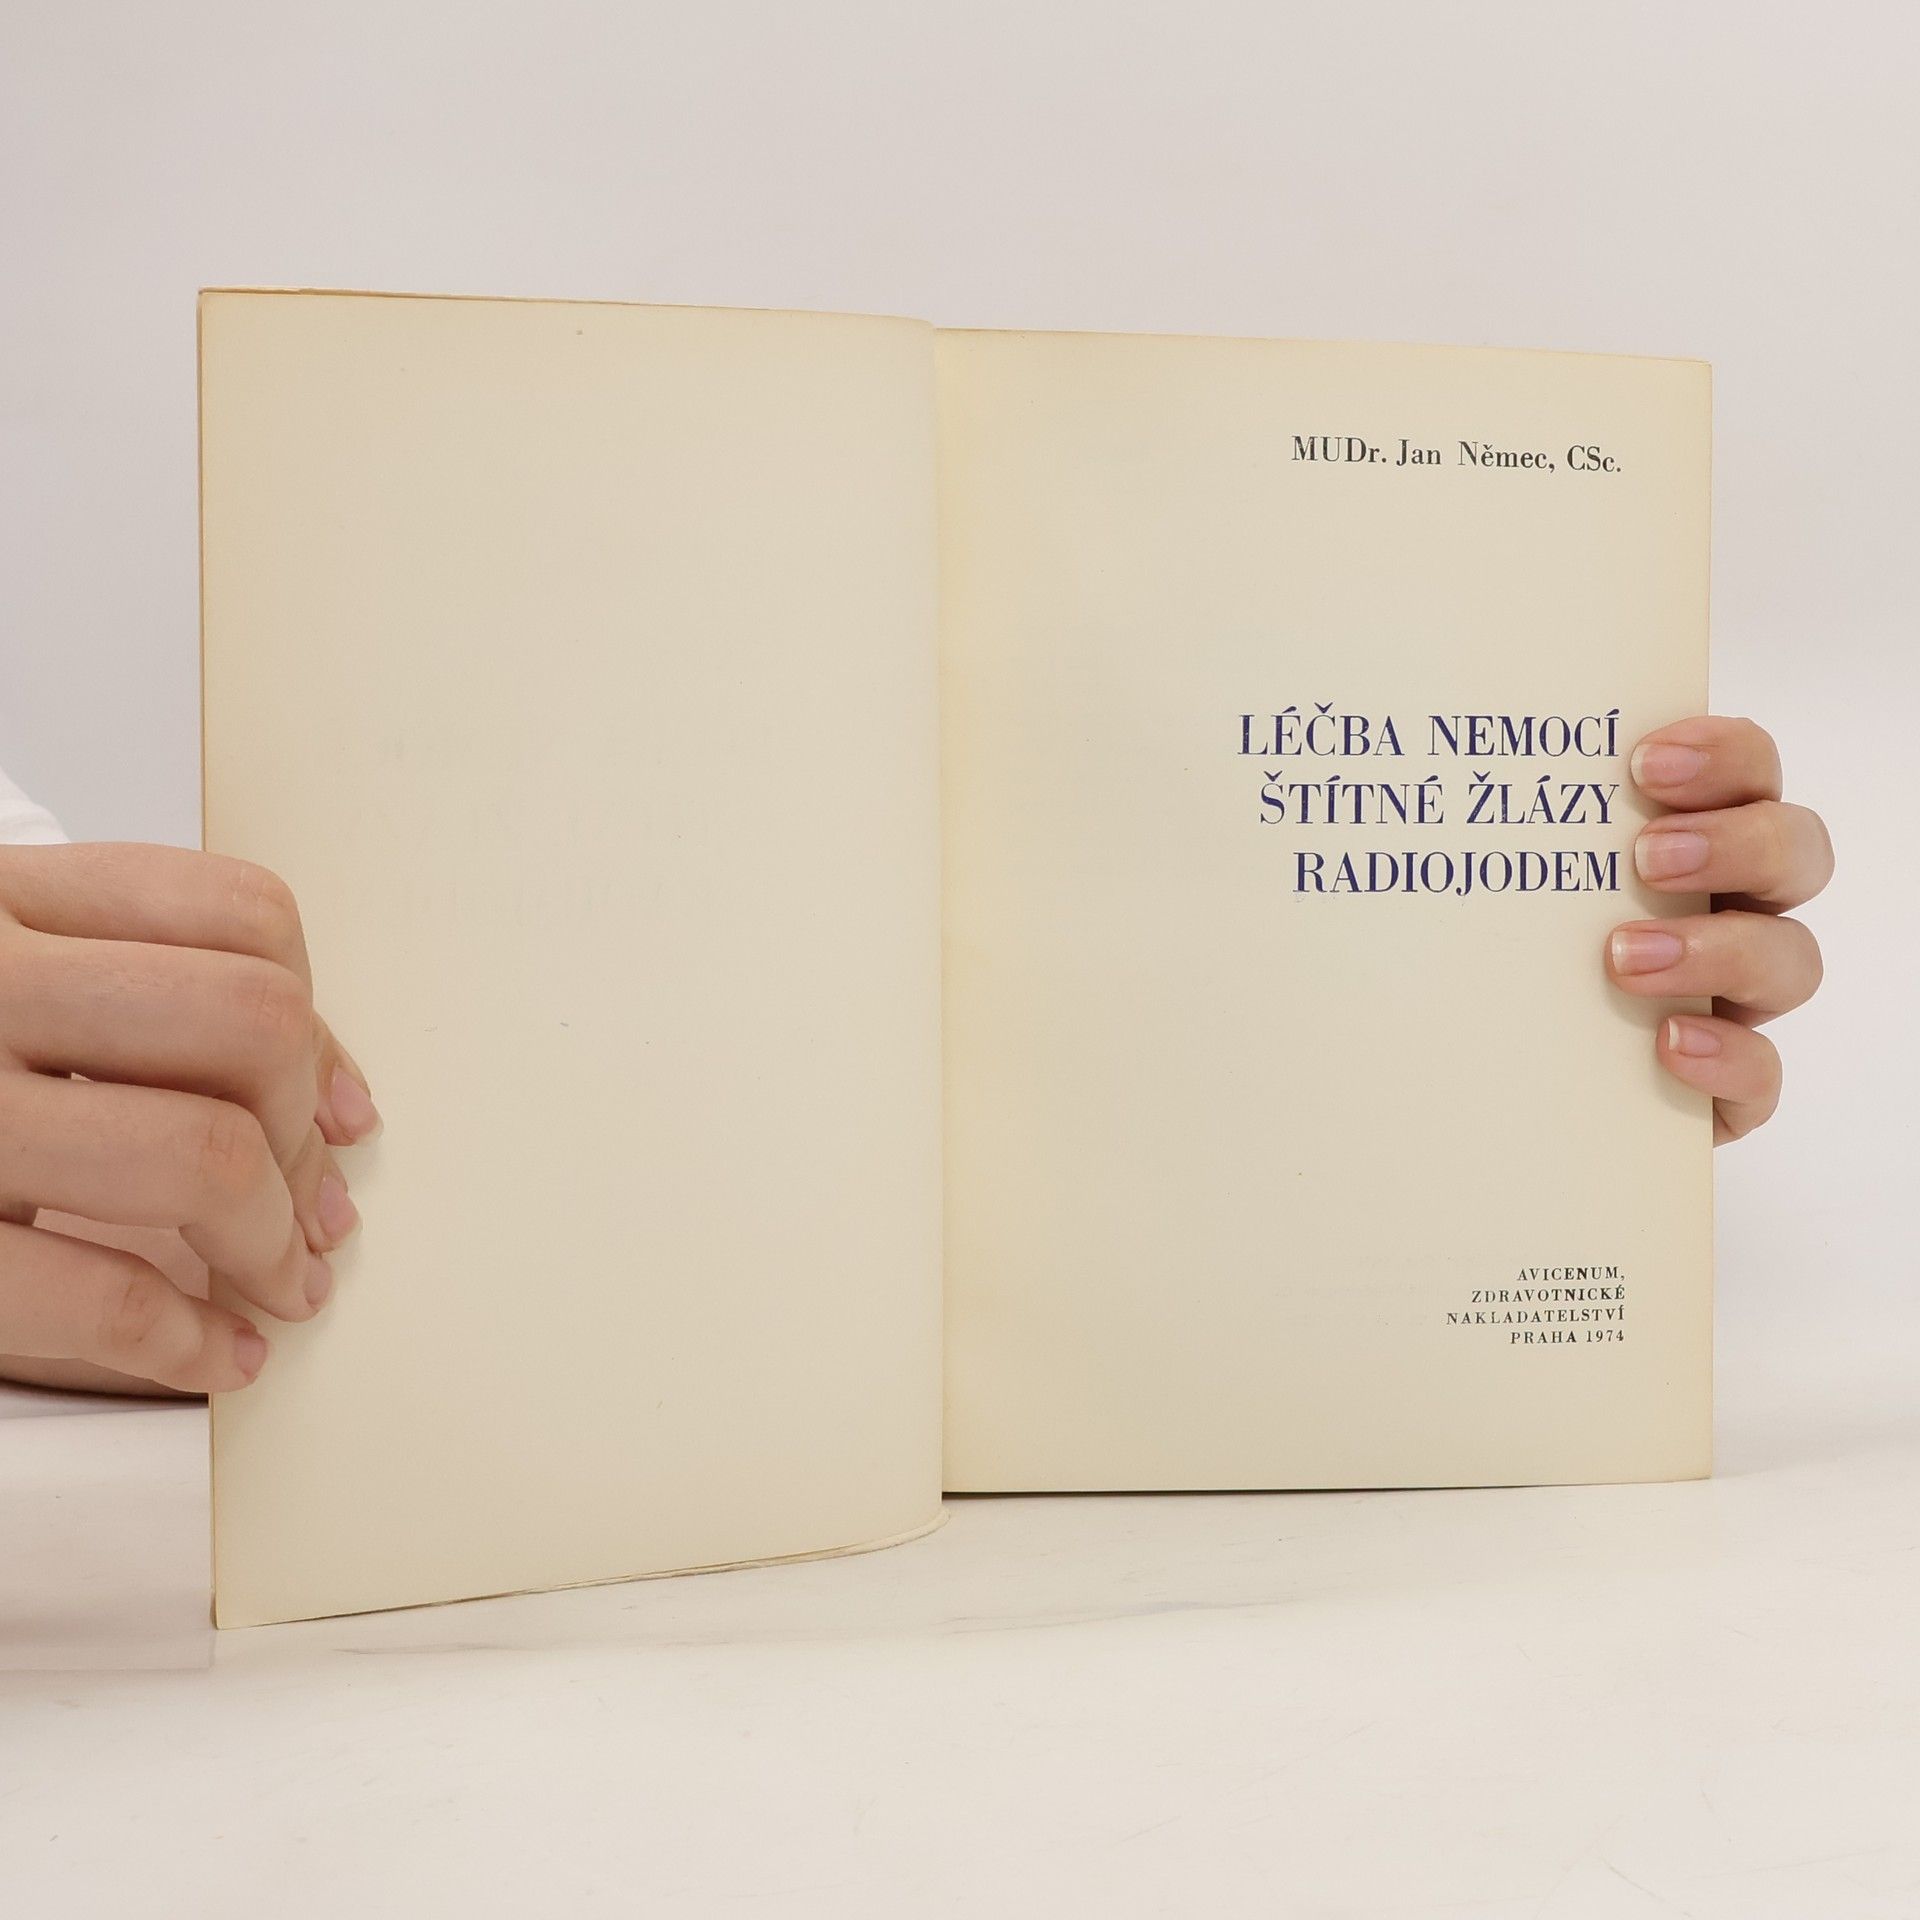 MUDr. Jan Němec, CSc.
LÉČBA NEMOCÍ
ŠTÍTNÉ ŽLÁZY
RADIOJODEM
AVICENUM,
ZDRAVOTNICKÉ
NAKLADATELSTVÍ
PRAHA 1974